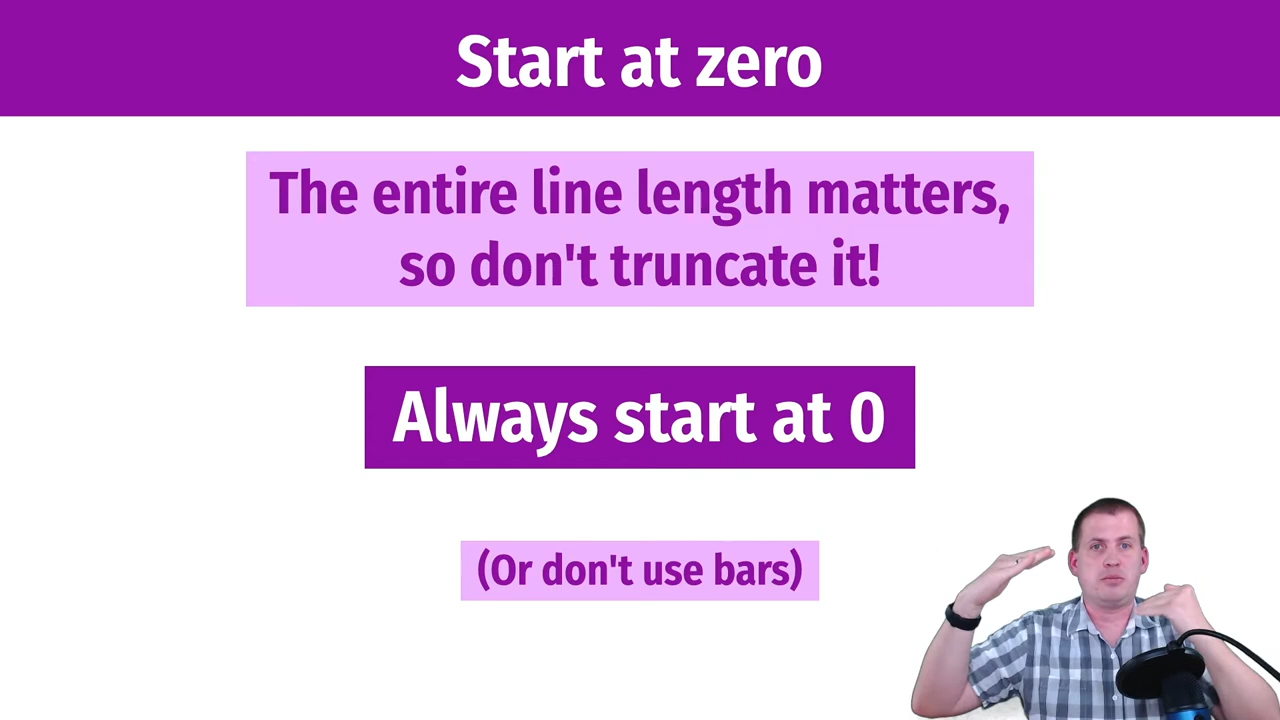 Start at zero
The entire line length matters,
so don't truncate it!
Always start at 0
(Or don't use bars)